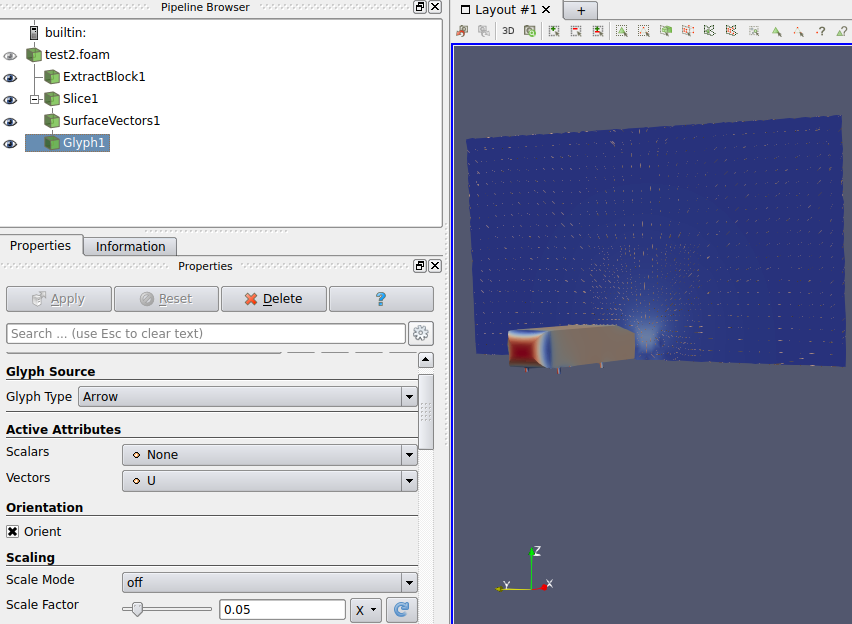 Pipeline Browser
builtin:
test2.foam
ExtractBlock1
Slice1
SurfaceVectors1
Glyph1
Properties
Information
Properties
Apply
Reset
Delete
?
Search ... (use Esc to clear text)
Glyph Source
Glyph Type Arrow
Active Attributes
Scalars None
Vectors U
Orientation
Orient
Scaling
Scale Mode off
Scale Factor 0.05 X
Layout #1
+
3D
Z
Y
X